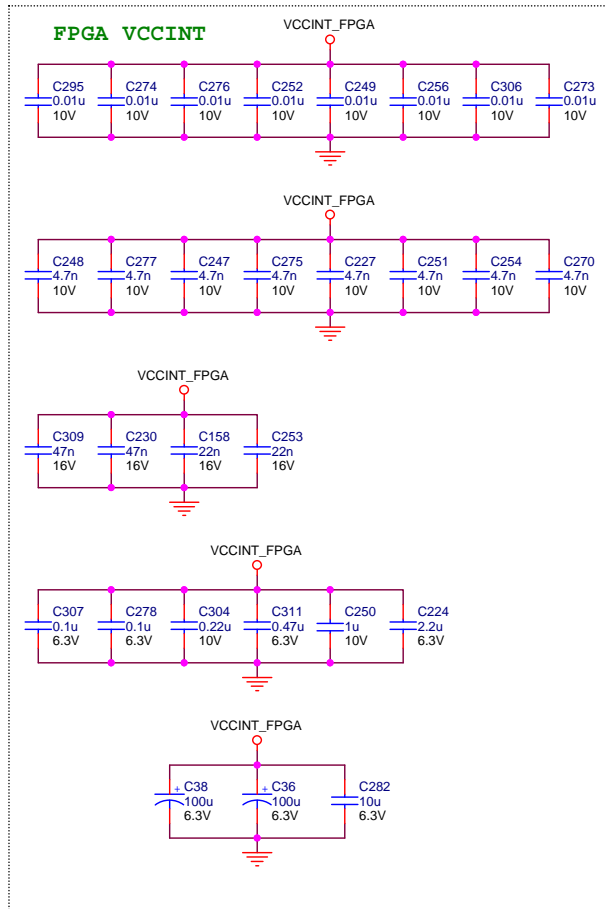 FPGA VCCINT
VCCINT_FPGA
C295 C274 C276 C252 C249 C256 C306 C273
0.01u 0.01u 0.01u 0.01u 0.01u 0.01u 0.01u 0.01u
10V 10V 10V 10V 10V 10V 10V 10V
VCCINT_FPGA
C248 C277 C247 C275 C227 C251 C254 C270
4.7n 4.7n 4.7n 4.7n 4.7n 4.7n 4.7n 4.7n
10V 10V 10V 10V 10V 10V 10V 10V
VCCINT_FPGA
C309 C230 C158 C253
47n 47n 22n 22n
16V 16V 16V 16V
VCCINT_FPGA
C307 C278 C304 C311 C250 C224
0.1u 0.1u 0.22u 0.47u 1u 2.2u
6.3V 6.3V 10V 6.3V 10V 6.3V
VCCINT_FPGA
+ C38 + C36 C282
100u 100u 10u
6.3V 6.3V 6.3V